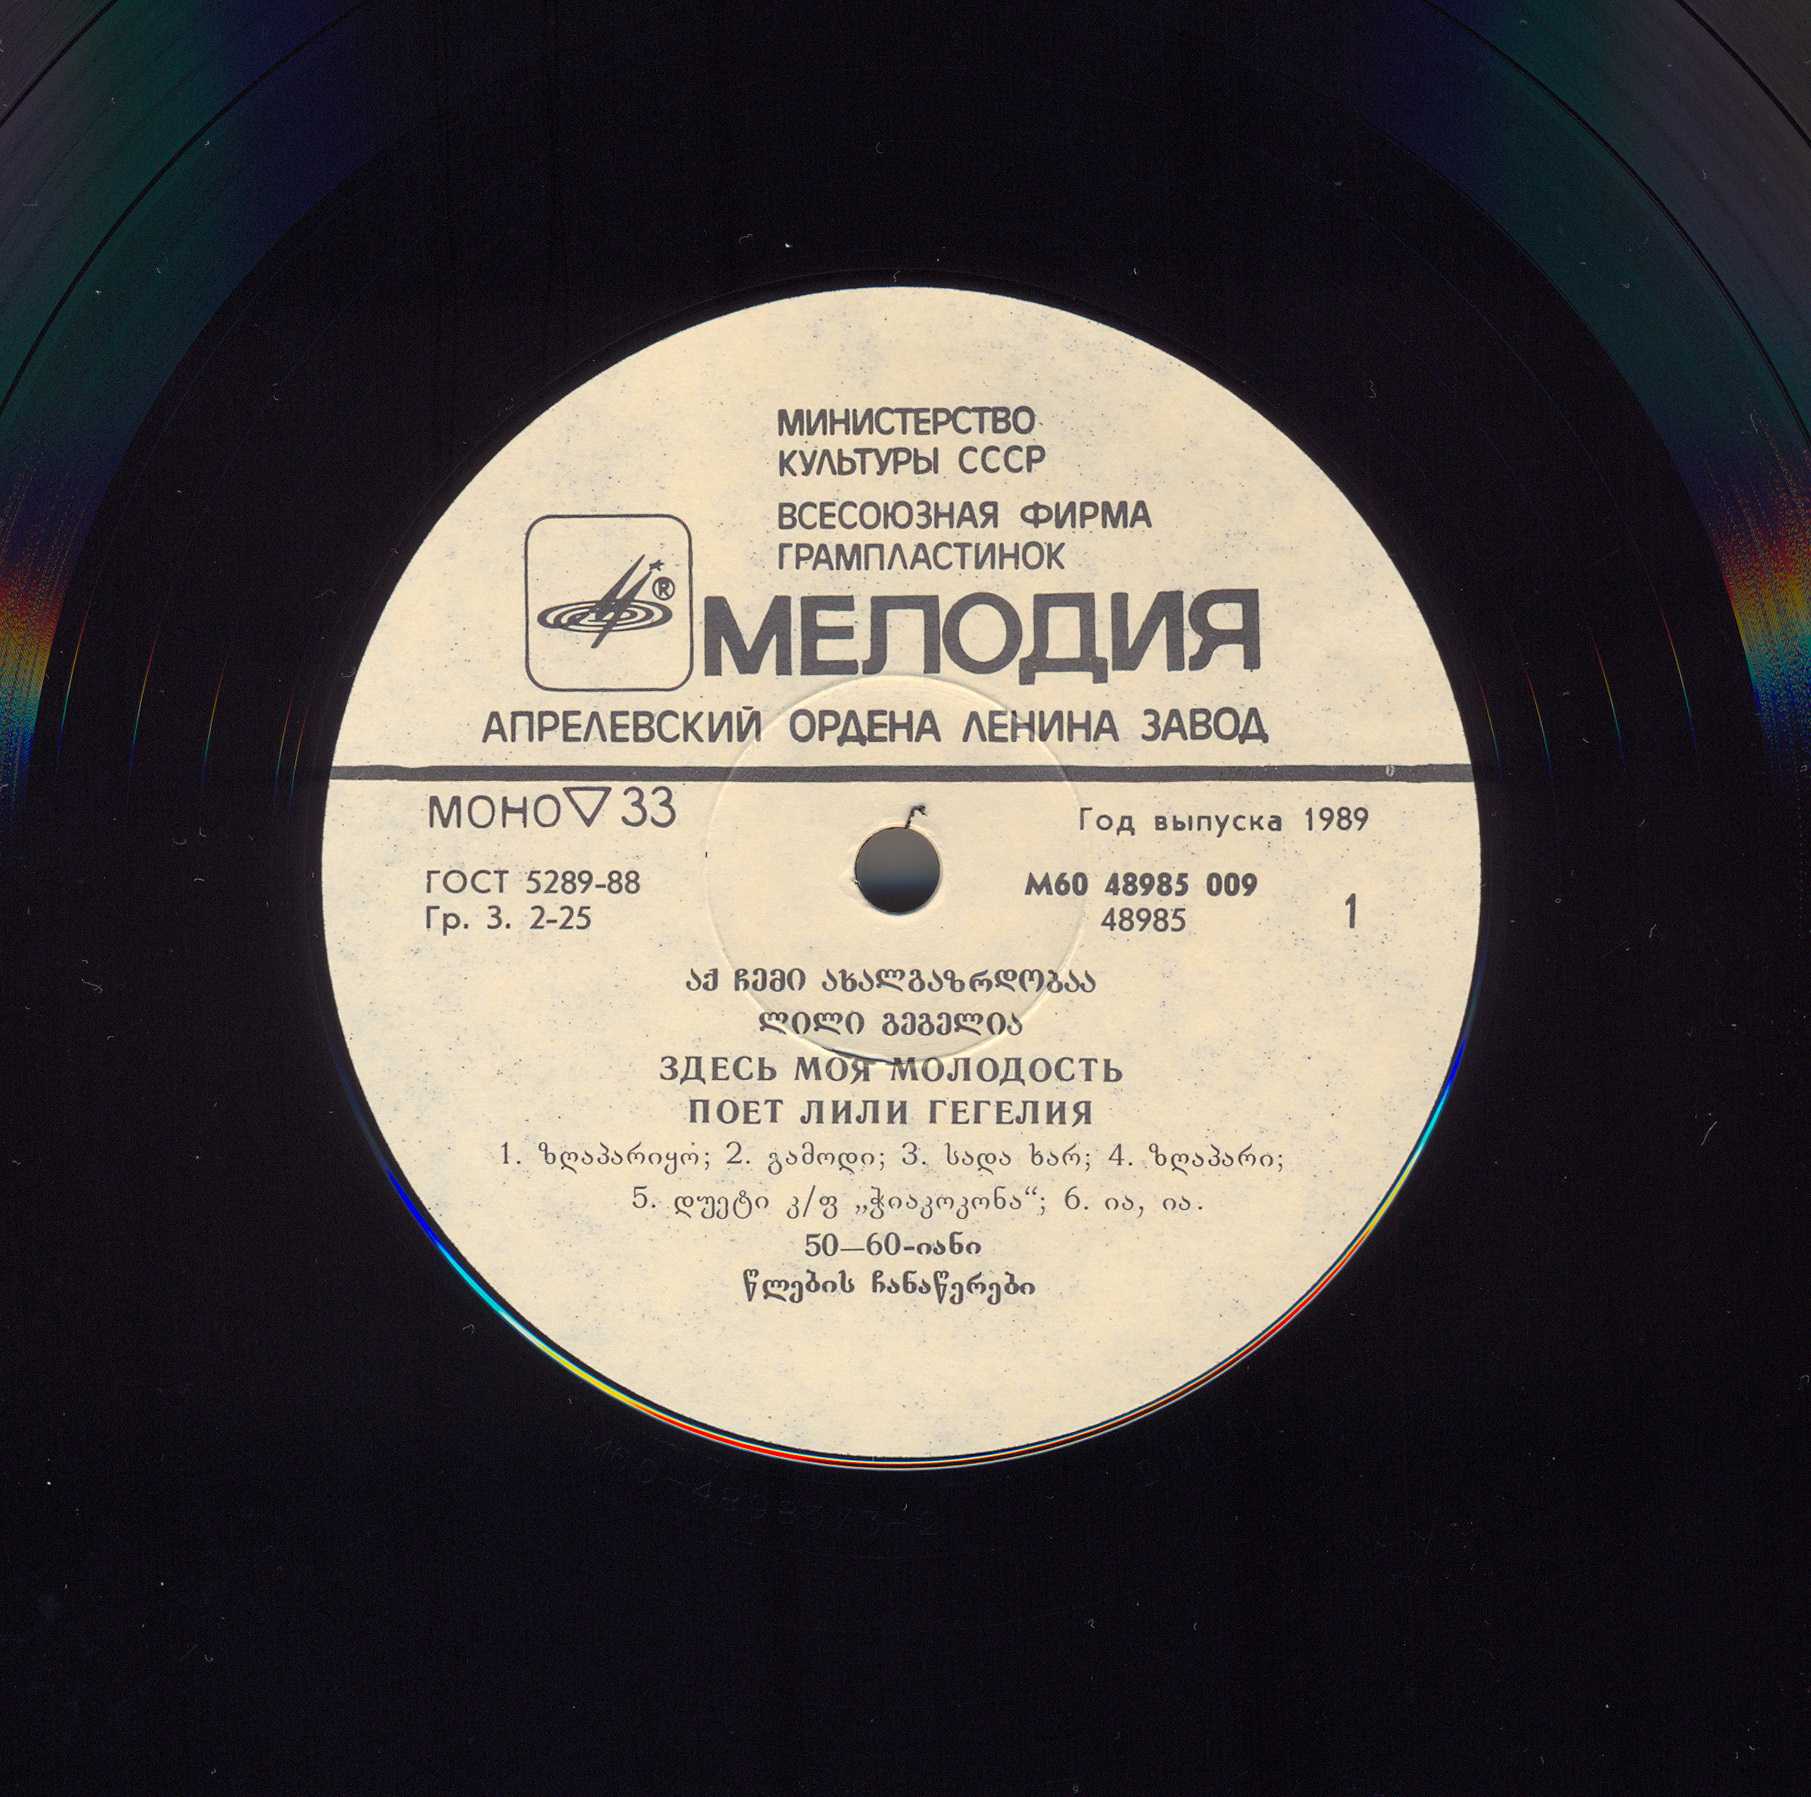 МИНИСТЕРСТВО
КУЛЬТУРЫ СССР
ВСЕСОЮЗНАЯ ФИРМА
ГРАМПЛАСТИНОК
® МЕЛОДИЯ
АПРЕЛЕВСКИЙ ОРДЕНА ЛЕНИНА ЗАВОД
МОНО ▽ 33
Год выпуска 1989
ГОСТ 5289-88
Гр. 3. 2-25
М60 48985 009
48985
1
აქ ჩემი ახალგაზრდობაა
ლილი გეგელია
ЗДЕСЬ МОЯ МОЛОДОСТЬ
ПОЕТ ЛИЛИ ГЕГЕЛИЯ
1. ზღაპარიყო; 2. გამოდი; 3. სადა ხარ; 4. ზღაპარი;
5. დუეტი კ/ფ „ჭიაკოკონა“; 6. ია, ია.
50—60-იანი
წლების ჩანაწერები